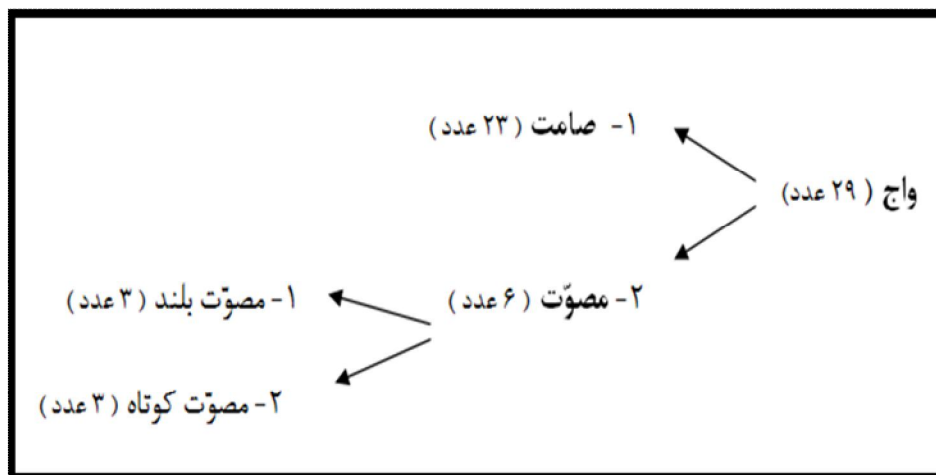 ۱- صامت (۲۳ عدد)
واج (۲۹ عدد)
۲- مصوّت (۶ عدد)
۱- مصوّت بلند (۳ عدد)
۲- مصوّت کوتاه (۳ عدد)